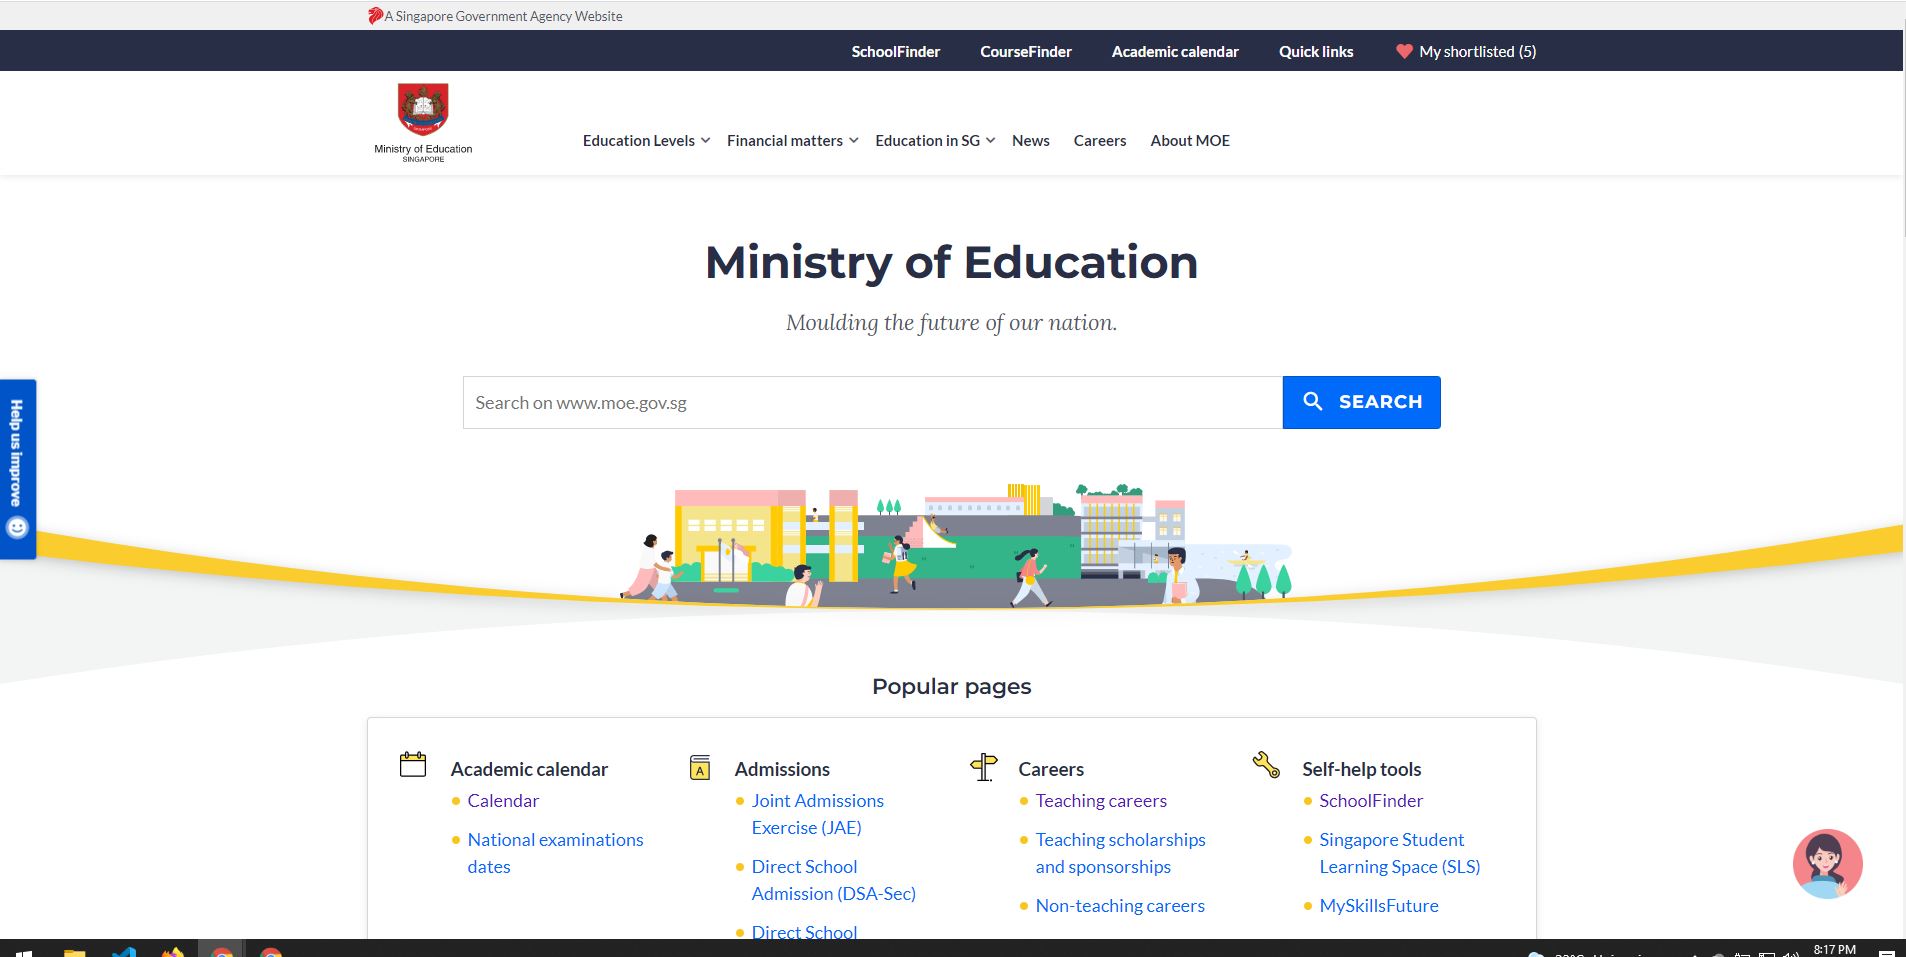 A Singapore Government Agency Website
SchoolFinder CourseFinder Academic calendar Quick links My shortlisted (5)
Ministry of Education
SINGAPORE
Education Levels Financial matters Education in SG News Careers About MOE
Ministry of Education
Moulding the future of our nation.
Search on www.moe.gov.sg SEARCH
Help us improve
Popular pages
Academic calendar
Calendar
National examinations
dates
Admissions
Joint Admissions
Exercise (JAE)
Direct School
Admission (DSA-Sec)
Direct School
Careers
Teaching careers
Teaching scholarships
and sponsorships
Non-teaching careers
Self-help tools
SchoolFinder
Singapore Student
Learning Space (SLS)
MySkillsFuture
8:17 PM